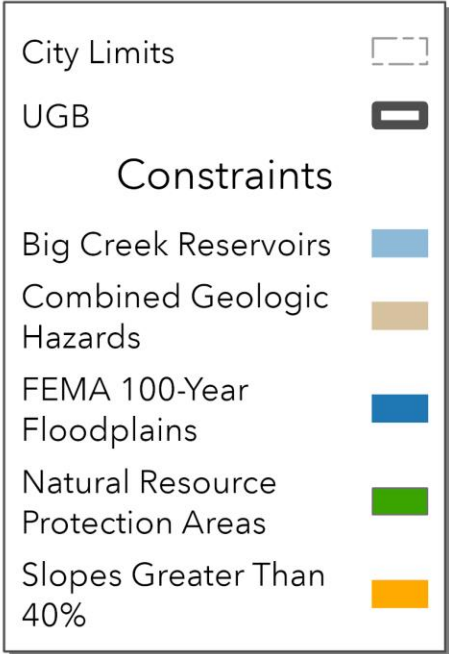 City Limits
UGB
Constraints
Big Creek Reservoirs
Combined Geologic
Hazards
FEMA 100-Year
Floodplains
Natural Resource
Protection Areas
Slopes Greater Than
40%